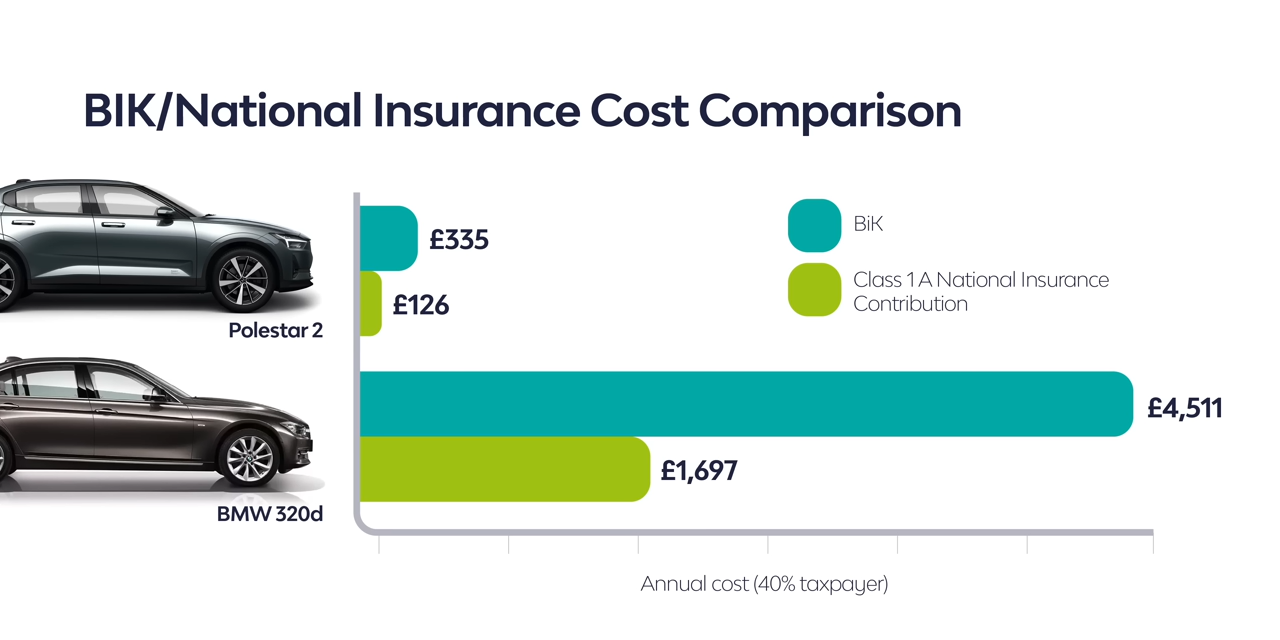 BIK/National Insurance Cost Comparison
£335
BiK
£126
Class 1 A National Insurance
Contribution
Polestar 2
£4,511
£1,697
BMW 320d
Annual cost (40% taxpayer)